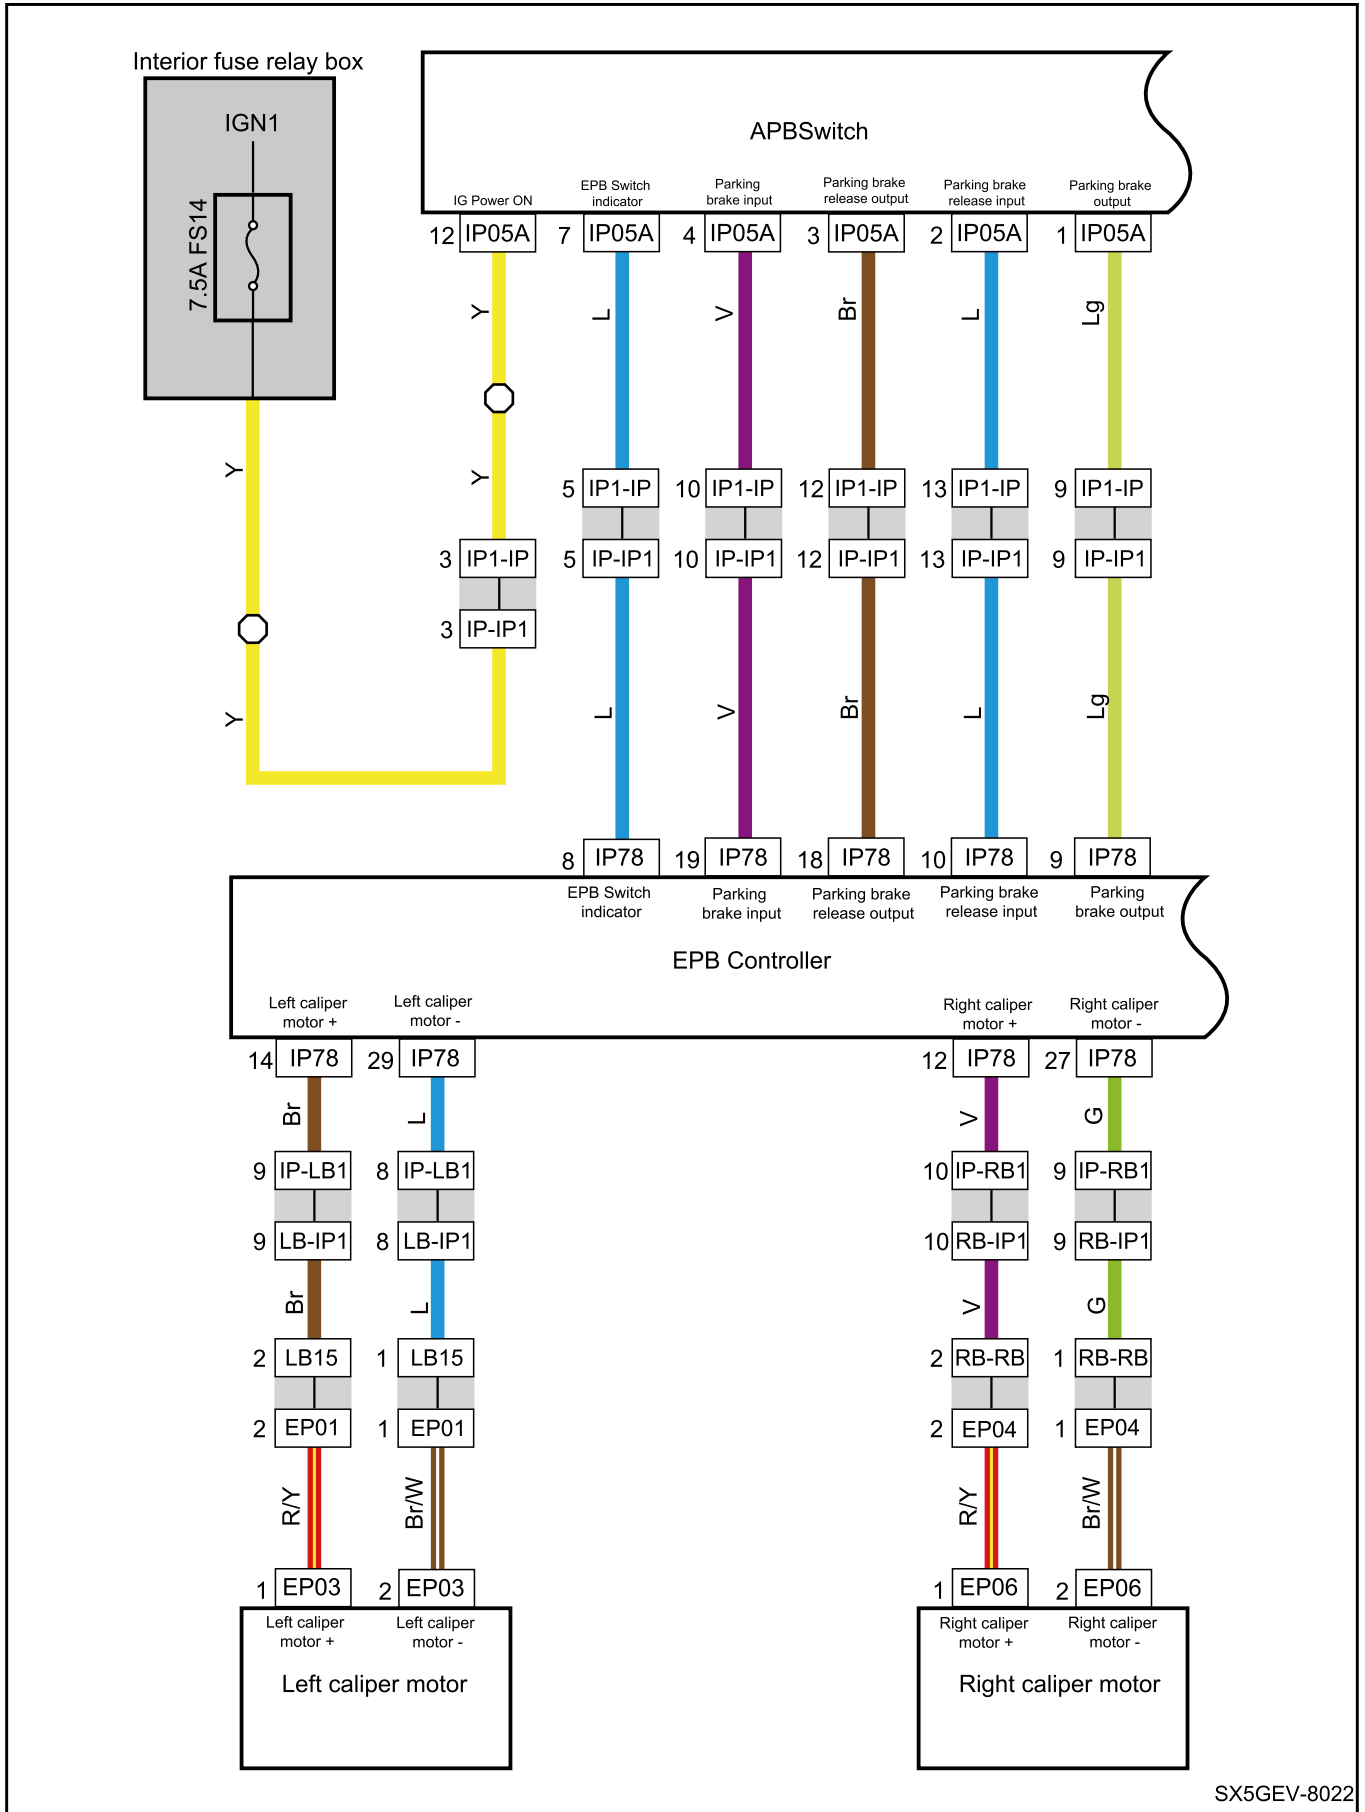 Interior fuse relay box
IGN1
7.5A FS14
APBSwitch
IG Power ON
EPB Switch
indicator
Parking
brake input
Parking brake
release output
Parking brake
release input
Parking brake
output
12 IP05A 7 IP05A 4 IP05A 3 IP05A 2 IP05A 1 IP05A
Y L V Br L Lg
Y Y
5 IP1-IP 10 IP1-IP 12 IP1-IP 13 IP1-IP 9 IP1-IP
3 IP1-IP 5 IP-IP1 10 IP-IP1 12 IP-IP1 13 IP-IP1 9 IP-IP1
3 IP-IP1
Y L V Br L Lg
8 IP78 19 IP78 18 IP78 10 IP78 9 IP78
EPB Switch
indicator
Parking
brake input
Parking brake
release output
Parking brake
release input
Parking
brake output
EPB Controller
Left caliper
motor +
Left caliper
motor -
Right caliper
motor +
Right caliper
motor -
14 IP78 29 IP78 12 IP78 27 IP78
Br L V G
9 IP-LB1 8 IP-LB1 10 IP-RB1 9 IP-RB1
9 LB-IP1 8 LB-IP1 10 RB-IP1 9 RB-IP1
Br L V G
2 LB15 1 LB15 2 RB-RB 1 RB-RB
2 EP01 1 EP01 2 EP04 1 EP04
R/Y Br/W R/Y Br/W
1 EP03 2 EP03 1 EP06 2 EP06
Left caliper
motor +
Left caliper
motor -
Right caliper
motor +
Right caliper
motor -
Left caliper motor
Right caliper motor
SX5GEV-8022